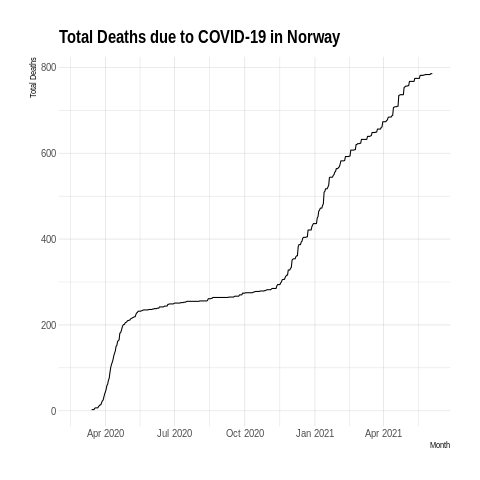 Total Deaths due to COVID-19 in Norway
Total Deaths
800
600
400
200
0
Apr 2020 Jul 2020 Oct 2020 Jan 2021 Apr 2021
Month